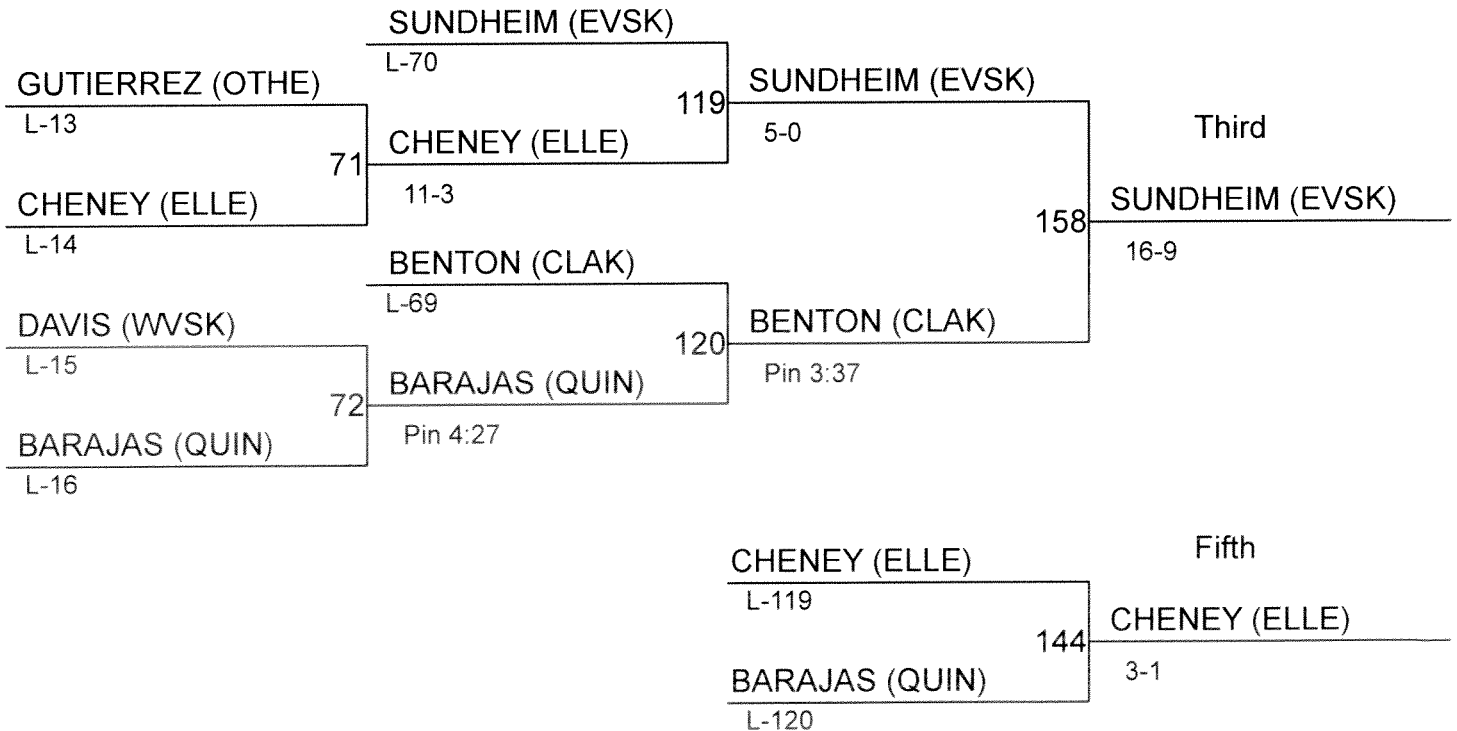 SUNDHEIM (EVSK)
L-70
GUTIERREZ (OTHE)
L-13
119
SUNDHEIM (EVSK)
5-0
Third
71
CHENEY (ELLE)
11-3
CHENEY (ELLE)
L-14
158
SUNDHEIM (EVSK)
16-9
BENTON (CLAK)
L-69
DAVIS (WVSK)
L-15
120
BENTON (CLAK)
Pin 3:37
72
BARAJAS (QUIN)
Pin 4:27
BARAJAS (QUIN)
L-16
Fifth
CHENEY (ELLE)
L-119
144
CHENEY (ELLE)
3-1
BARAJAS (QUIN)
L-120